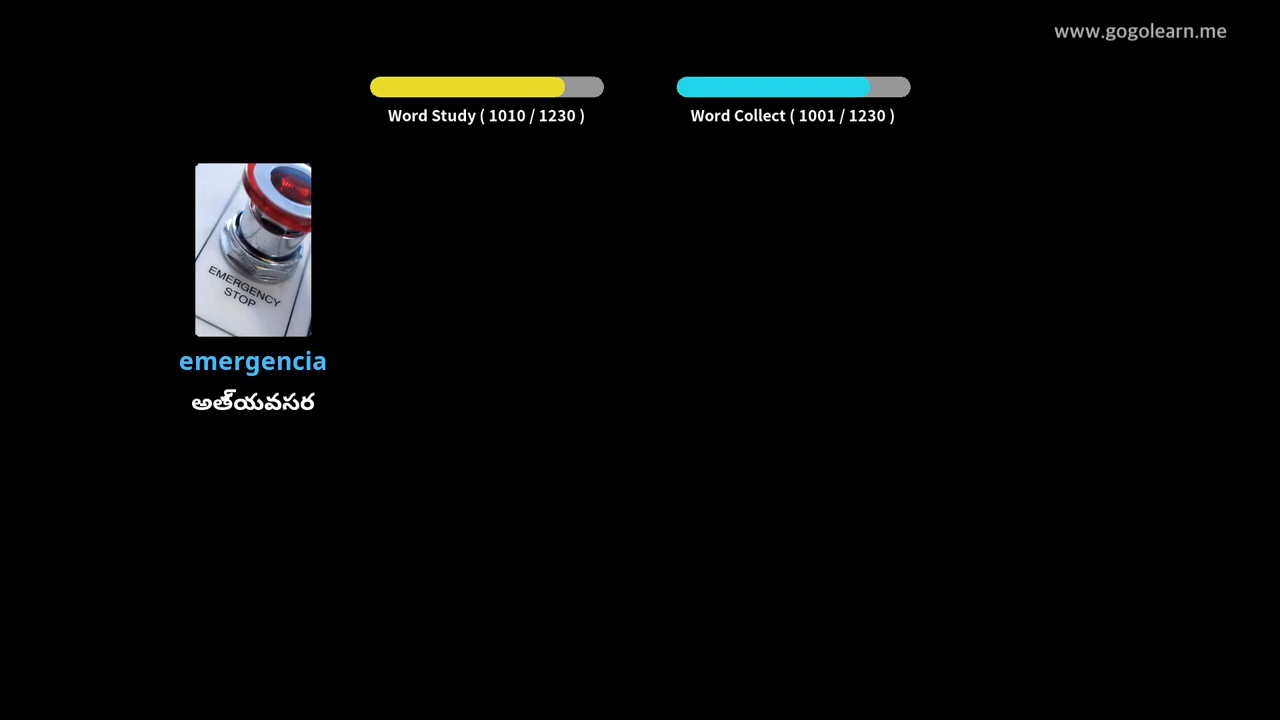 www.gogolearn.me
Word Study ( 1010 / 1230 )
Word Collect ( 1001 / 1230 )
EMERGENCY
STOP
emergencia
అత్యవసర